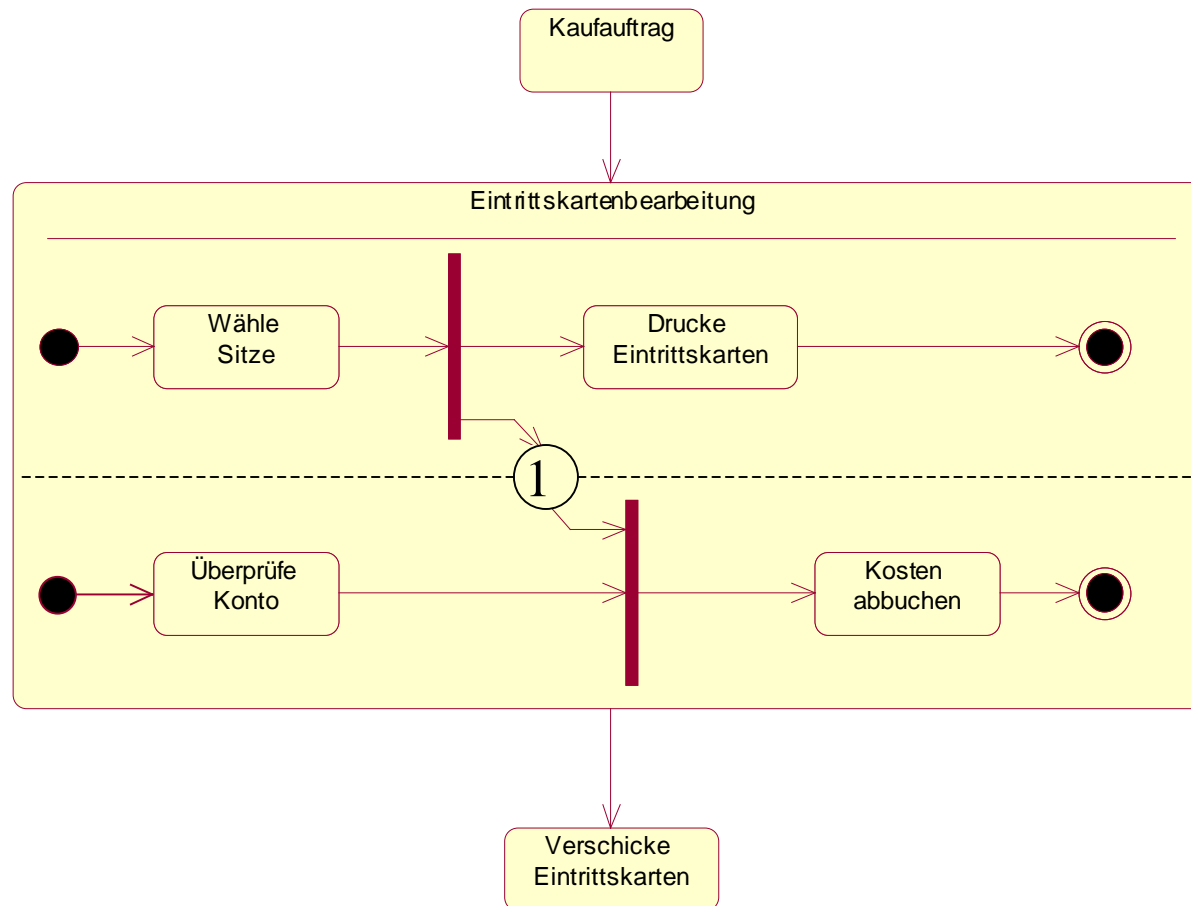 Kaufauftrag
Eintrittskartenbearbeitung
Wähle
Sitze
Drucke
Eintrittskarten
1
Überprüfe
Konto
Kosten
abbuchen
Verschicke
Eintrittskarten